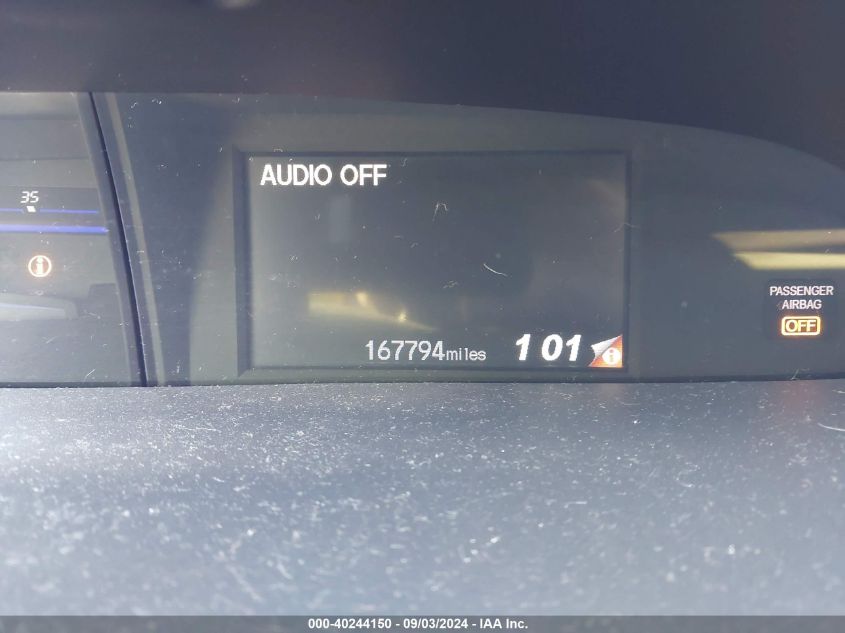 AUDIO OFF
35
PASSENGER
AIRBAG
OFF
167794miles 1 01
000-40244150 - 09/03/2024 - IAA Inc.